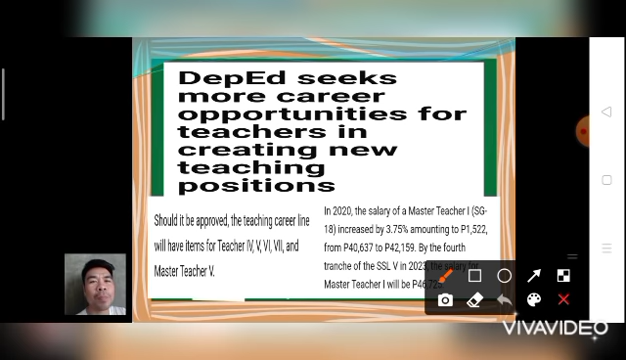 DepEd seeks
more career
opportunities for
teachers in
creating new
teaching
positions
Should it be approved, the teaching career line
will have items for Teacher IV, V, VI, VII, and
Master Teacher V.
In 2020, the salary of a Master Teacher I (SG-
18) increased by 3.75% amounting to P1,522,
from P40,637 to P42,159. By the fourth
tranche of the SSL V in 2023, the salary for
Master Teacher I will be
VIVAVIDEO